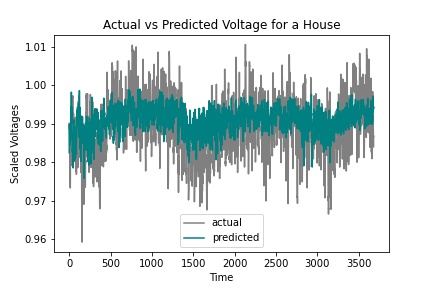 Actual vs Predicted Voltage for a House
1.01
1.00
0.99
0.98
0.97
0.96
Scaled Voltages
actual
predicted
0 500 1000 1500 2000 2500 3000 3500
Time